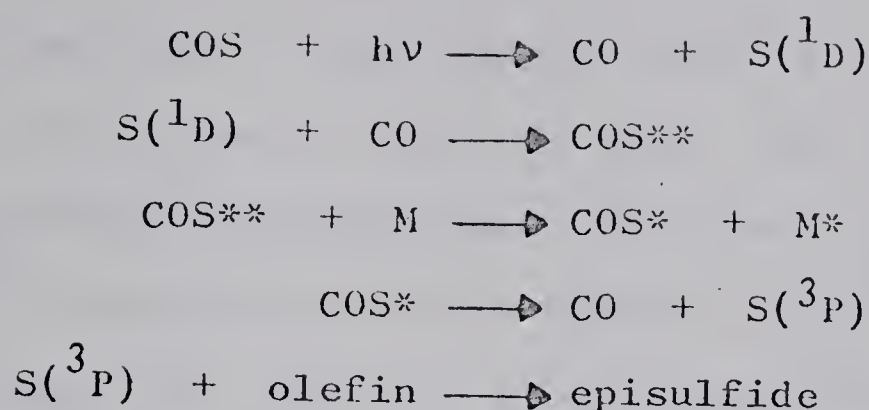 COS + hν ⟶ CO + S(¹D)
S(¹D) + CO ⟶ COS**
COS** + M ⟶ COS* + M*
COS* ⟶ CO + S(³P)
S(³P) + olefin ⟶ episulfide